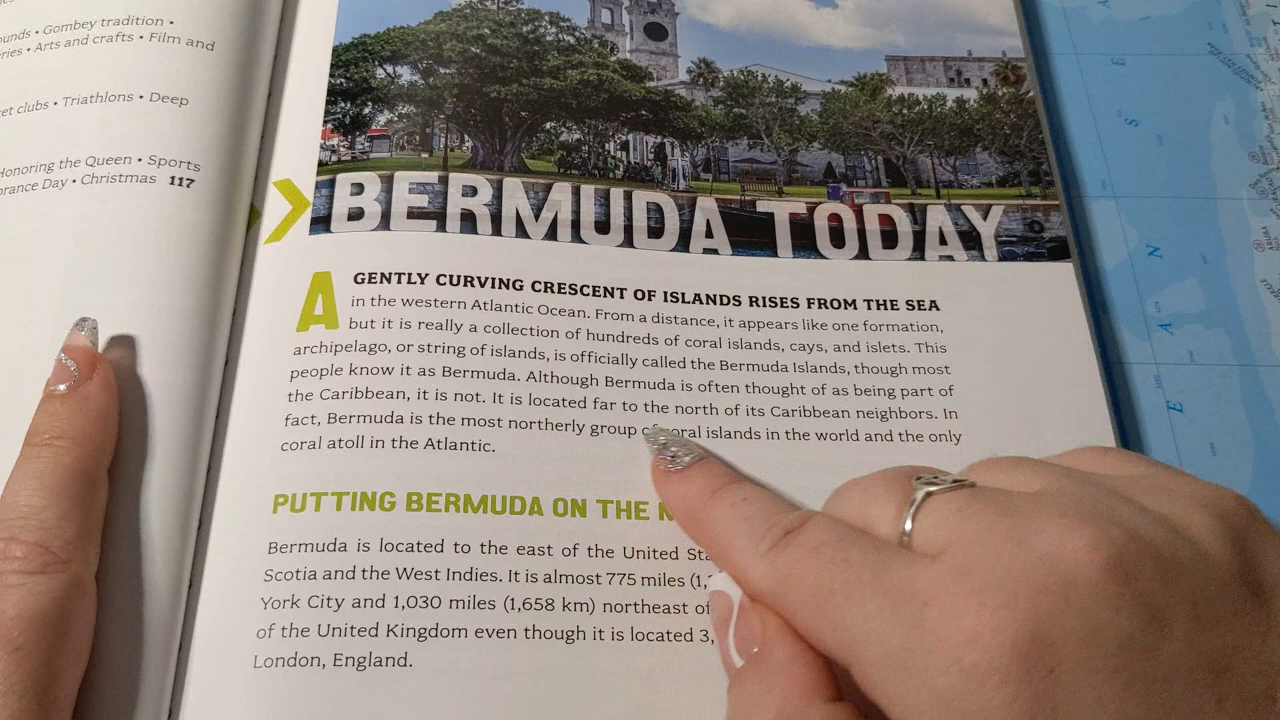 ounds • Gombey tradition •
ries • Arts and crafts • Film and
et clubs • Triathlons • Deep
Honoring the Queen • Sports
brance Day • Christmas 117
BERMUDA TODAY
A GENTLY CURVING CRESCENT OF ISLANDS RISES FROM THE SEA
in the western Atlantic Ocean. From a distance, it appears like one formation,
but it is really a collection of hundreds of coral islands, cays, and islets. This
archipelago, or string of islands, is officially called the Bermuda Islands, though most
people know it as Bermuda. Although Bermuda is often thought of as being part of
the Caribbean, it is not. It is located far to the north of its Caribbean neighbors. In
fact, Bermuda is the most northerly group of coral islands in the world and the only
coral atoll in the Atlantic.
PUTTING BERMUDA ON THE
Bermuda is located to the east of the United
Scotia and the West Indies. It is almost 775 miles
York City and 1,030 miles (1,658 km) northeast of
of the United Kingdom even though it is located 3,
London, England.